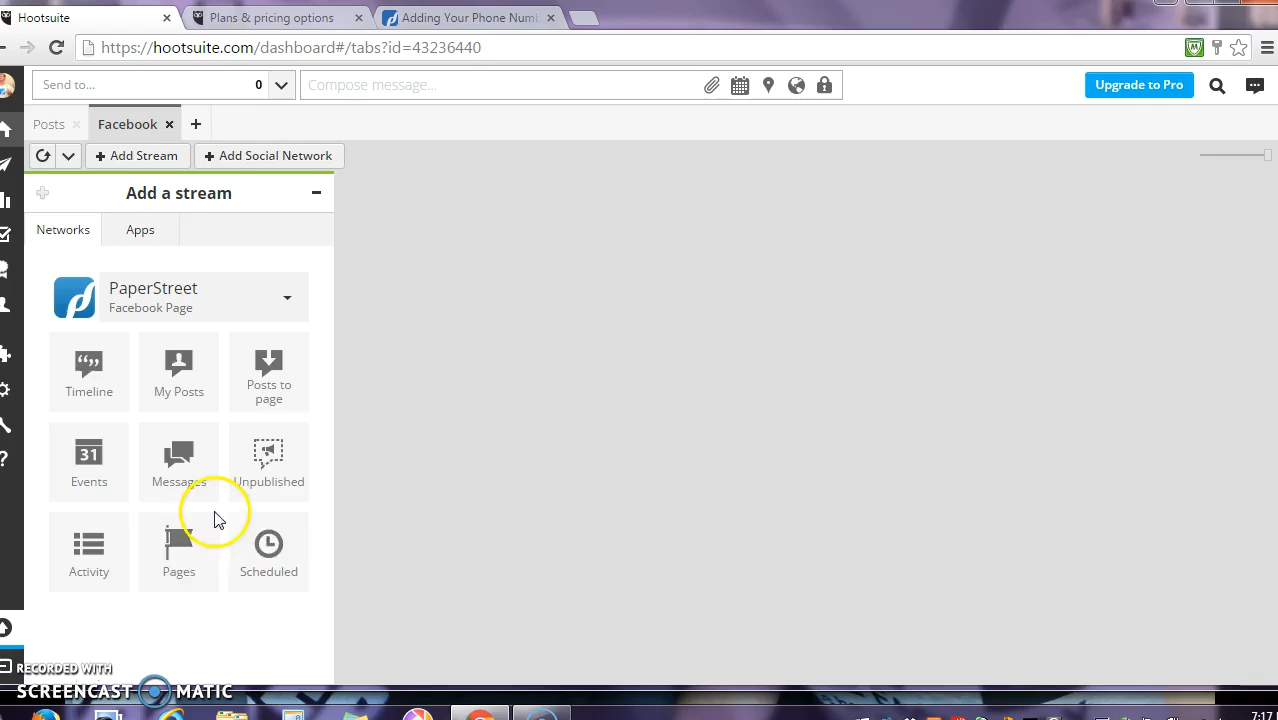 Hootsuite
Plans & pricing options
Adding Your Phone Numb
https://hootsuite.com/dashboard#/tabs?id=43236440
Send to...
0
Compose message...
Upgrade to Pro
Posts
Facebook
Add Stream
Add Social Network
Add a stream
Networks
Apps
PaperStreet
Facebook Page
Timeline
My Posts
Posts to
page
31
Events
Messages
Unpublished
Activity
Pages
Scheduled
RECORDED WITH
SCREENCAST MATIC
7:17